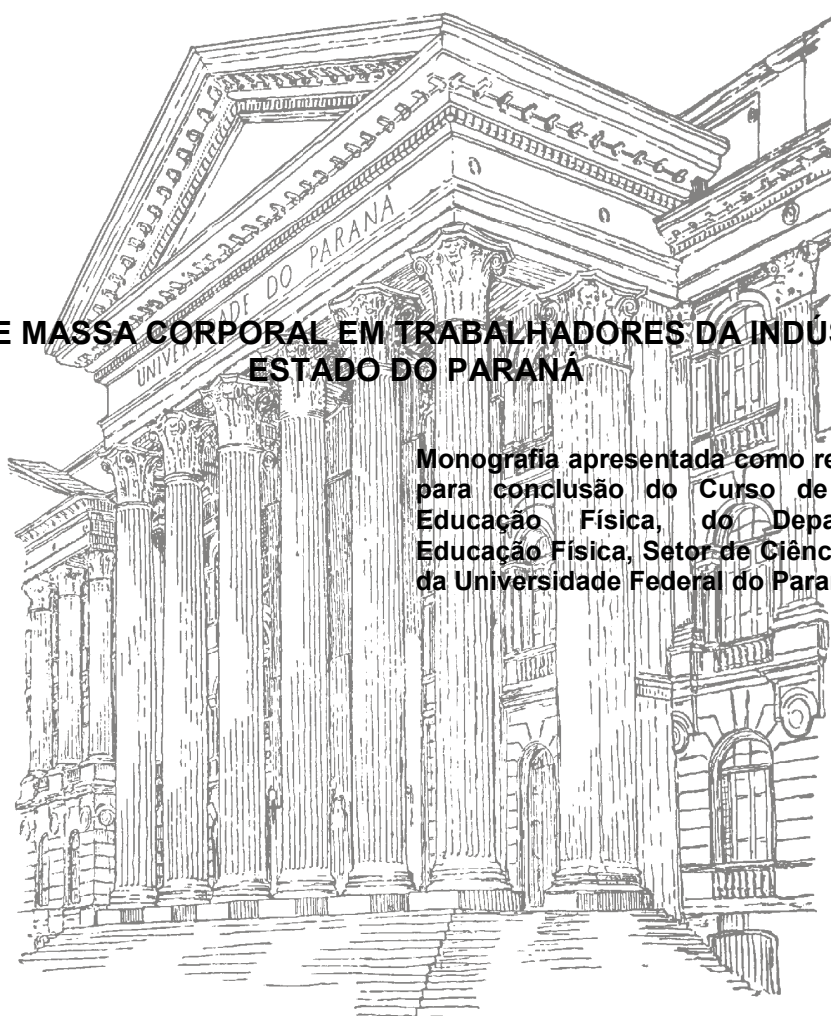 UNIVERSIDADE DO PARANÁ
E MASSA CORPORAL EM TRABALHADORES DA INDÚS
ESTADO DO PARANÁ
Monografia apresentada como re
para conclusão do Curso de
Educação Física, do Depa
Educação Física, Setor de Ciênc
da Universidade Federal do Para